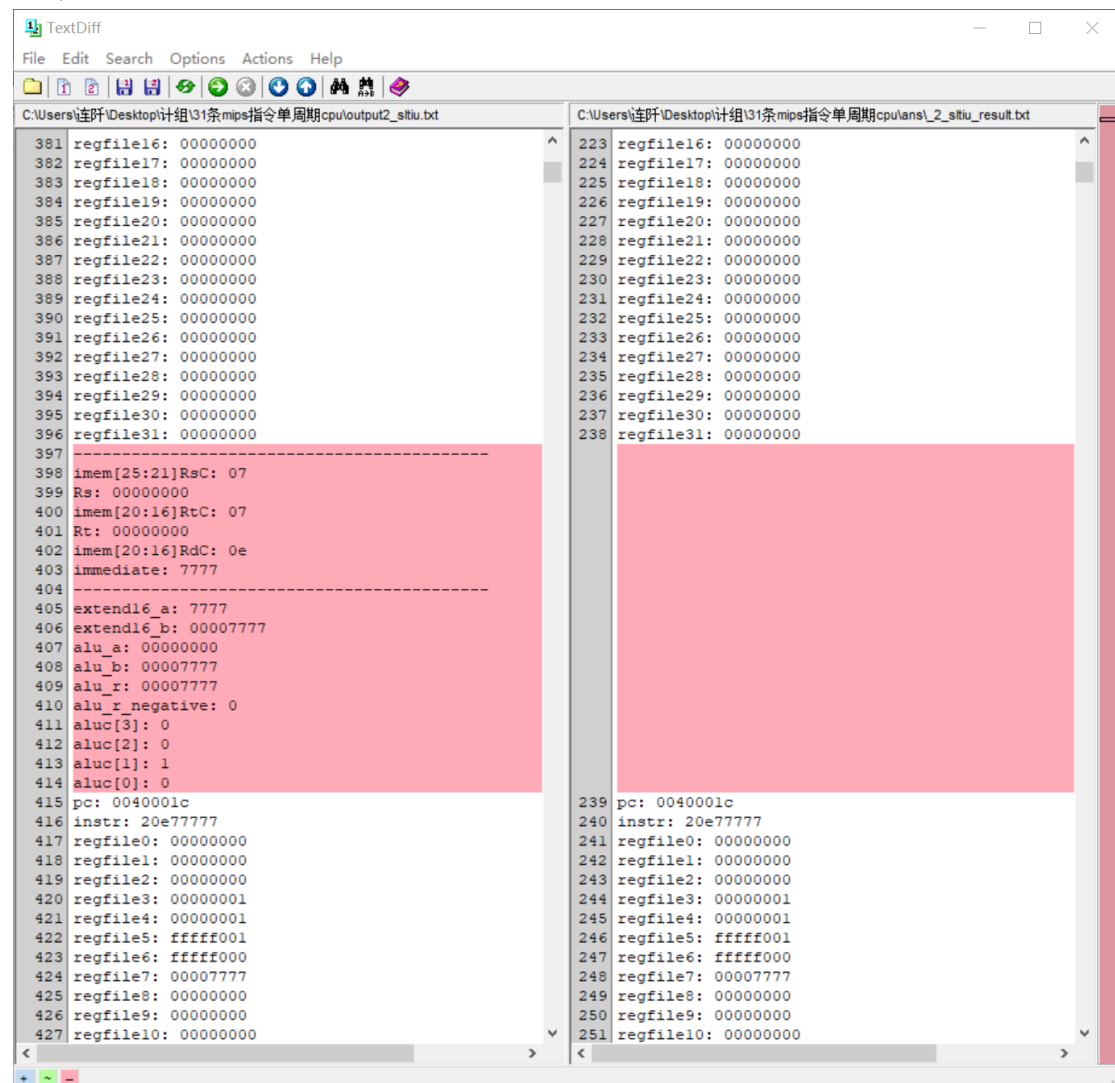 TextDiff
File Edit Search Options Actions Help
C:\Users\连阡\Desktop\计组\31条mips指令单周期cpu\output2_sltiu.txt
381 regfile16: 00000000
382 regfile17: 00000000
383 regfile18: 00000000
384 regfile19: 00000000
385 regfile20: 00000000
386 regfile21: 00000000
387 regfile22: 00000000
388 regfile23: 00000000
389 regfile24: 00000000
390 regfile25: 00000000
391 regfile26: 00000000
392 regfile27: 00000000
393 regfile28: 00000000
394 regfile29: 00000000
395 regfile30: 00000000
396 regfile31: 00000000
397 -------------------------------------------
398 imem[25:21]RsC: 07
399 Rs: 00000000
400 imem[20:16]RtC: 07
401 Rt: 00000000
402 imem[20:16]RdC: 0e
403 immediate: 7777
404 -------------------------------------------
405 extend16_a: 7777
406 extend16_b: 00007777
407 alu_a: 00000000
408 alu_b: 00007777
409 alu_r: 00007777
410 alu_r_negative: 0
411 aluc[3]: 0
412 aluc[2]: 0
413 aluc[1]: 1
414 aluc[0]: 0
415 pc: 0040001c
416 instr: 20e77777
417 regfile0: 00000000
418 regfile1: 00000000
419 regfile2: 00000000
420 regfile3: 00000001
421 regfile4: 00000001
422 regfile5: fffff001
423 regfile6: fffff000
424 regfile7: 00007777
425 regfile8: 00000000
426 regfile9: 00000000
427 regfile10: 00000000
C:\Users\连阡\Desktop\计组\31条mips指令单周期cpu\ans\_2_sltiu_result.txt
223 regfile16: 00000000
224 regfile17: 00000000
225 regfile18: 00000000
226 regfile19: 00000000
227 regfile20: 00000000
228 regfile21: 00000000
229 regfile22: 00000000
230 regfile23: 00000000
231 regfile24: 00000000
232 regfile25: 00000000
233 regfile26: 00000000
234 regfile27: 00000000
235 regfile28: 00000000
236 regfile29: 00000000
237 regfile30: 00000000
238 regfile31: 00000000
239 pc: 0040001c
240 instr: 20e77777
241 regfile0: 00000000
242 regfile1: 00000000
243 regfile2: 00000000
244 regfile3: 00000001
245 regfile4: 00000001
246 regfile5: fffff001
247 regfile6: fffff000
248 regfile7: 00007777
249 regfile8: 00000000
250 regfile9: 00000000
251 regfile10: 00000000
+ ~ −